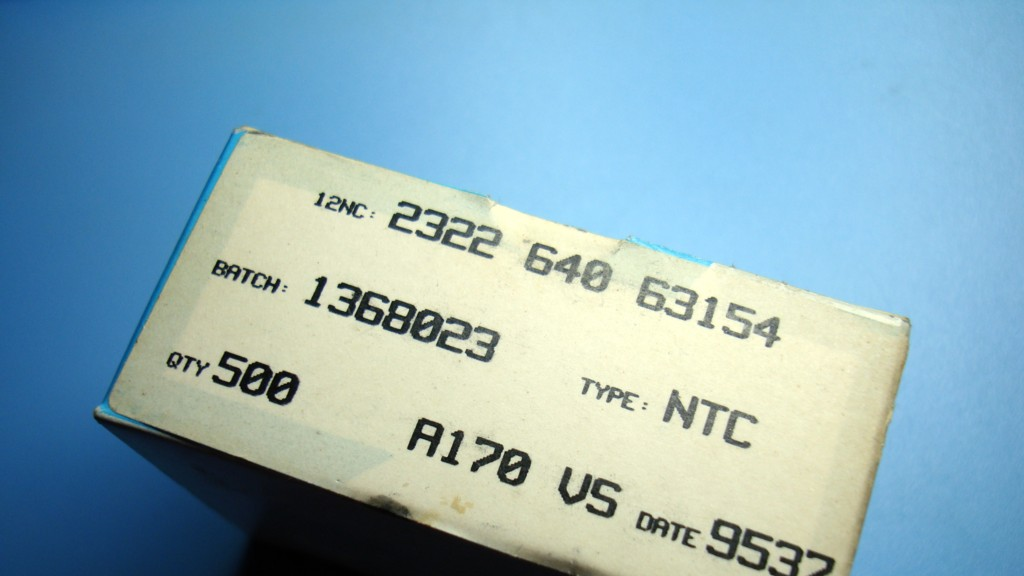 12NC: 2322 640 63154
BATCH: 1368023
TYPE: NTC
QTY 500
A170 VS DATE 9537